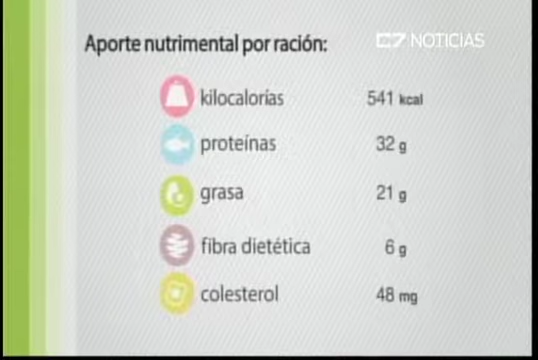 Aporte nutrimental por ración:
C7 NOTICIAS
kilocalorías 541 kcal
proteínas 32 g
grasa 21 g
fibra dietética 6 g
colesterol 48 mg